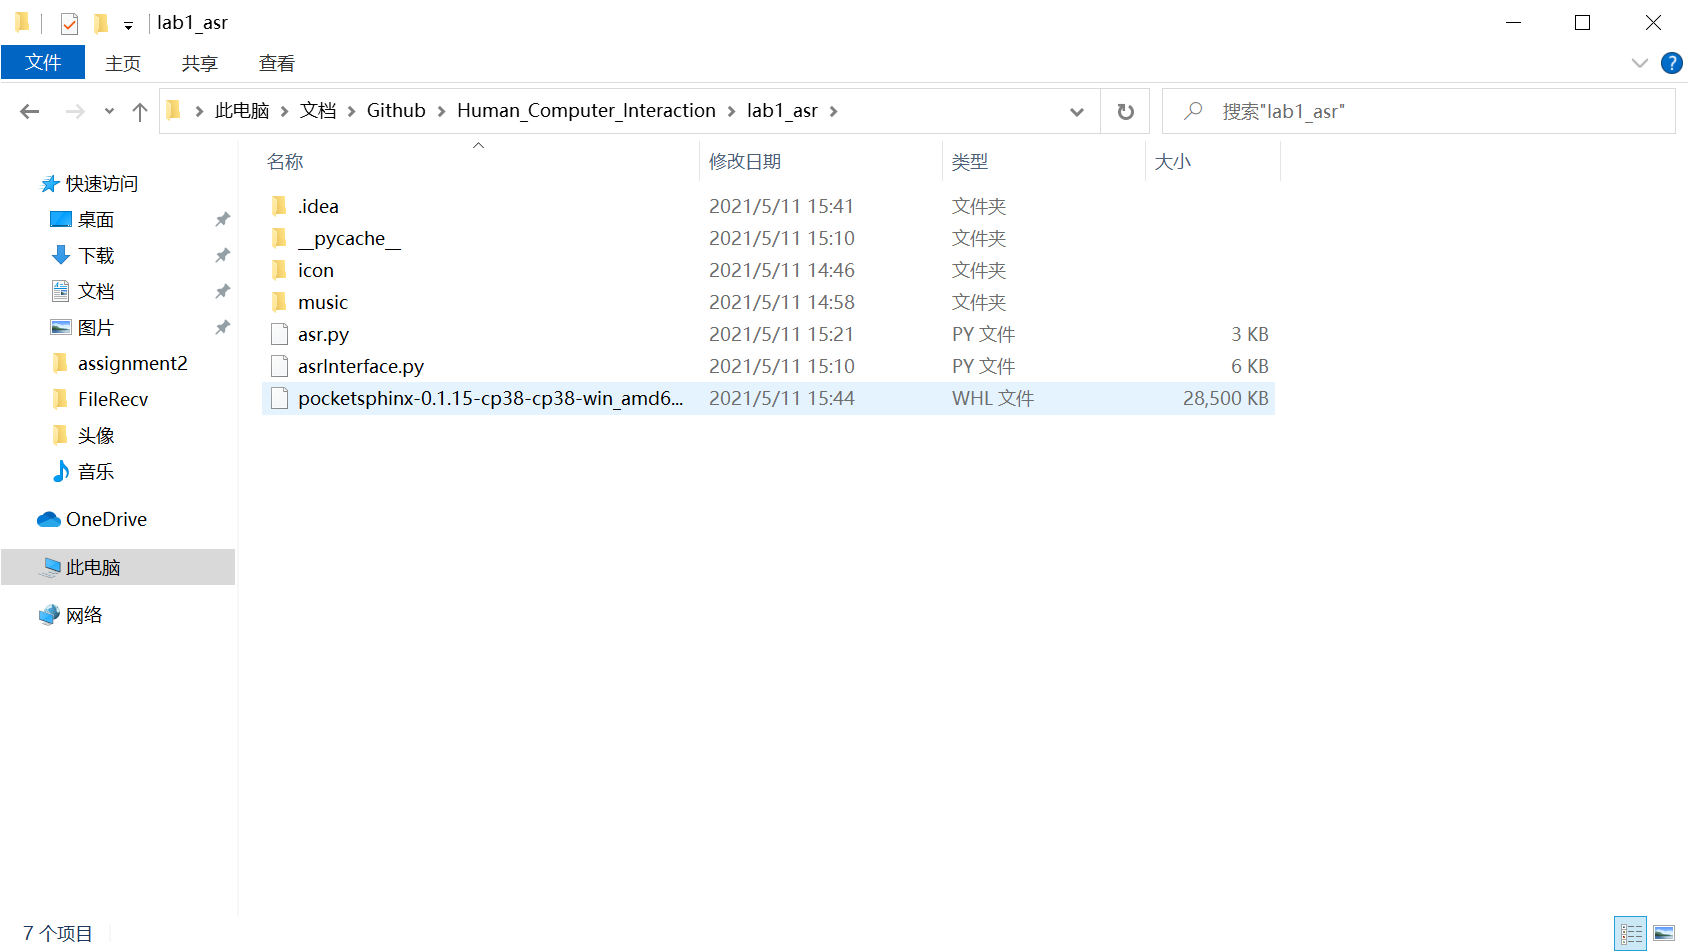 lab1_asr
文件 主页 共享 查看
此电脑 文档 Github Human_Computer_Interaction lab1_asr 搜索"lab1_asr"
名称 修改日期 类型 大小
快速访问
桌面
下载
文档
图片
assignment2
FileRecv
头像
音乐
OneDrive
此电脑
网络
.idea 2021/5/11 15:41 文件夹
__pycache__ 2021/5/11 15:10 文件夹
icon 2021/5/11 14:46 文件夹
music 2021/5/11 14:58 文件夹
asr.py 2021/5/11 15:21 PY 文件 3 KB
asrInterface.py 2021/5/11 15:10 PY 文件 6 KB
pocketsphinx-0.1.15-cp38-cp38-win_amd6... 2021/5/11 15:44 WHL 文件 28,500 KB
7 个项目